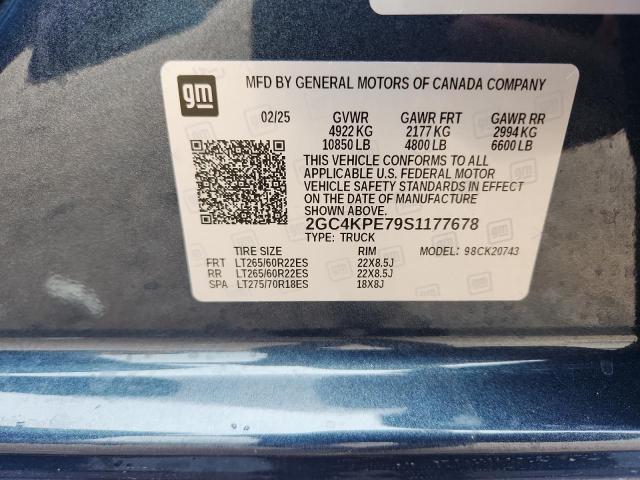 gm
MFD BY GENERAL MOTORS OF CANADA COMPANY
02/25 GVWR GAWR FRT GAWR RR
4922 KG 2177 KG 2994 KG
10850 LB 4800 LB 6600 LB
THIS VEHICLE CONFORMS TO ALL
APPLICABLE U.S. FEDERAL MOTOR
VEHICLE SAFETY STANDARDS IN EFFECT
ON THE DATE OF MANUFACTURE
SHOWN ABOVE.
2GC4KPE79S1177678
TYPE: TRUCK
TIRE SIZE RIM MODEL: 98CK20743
FRT LT265/60R22ES 22X8.5J
RR LT265/60R22ES 22X8.5J
SPA LT275/70R18ES 18X8J